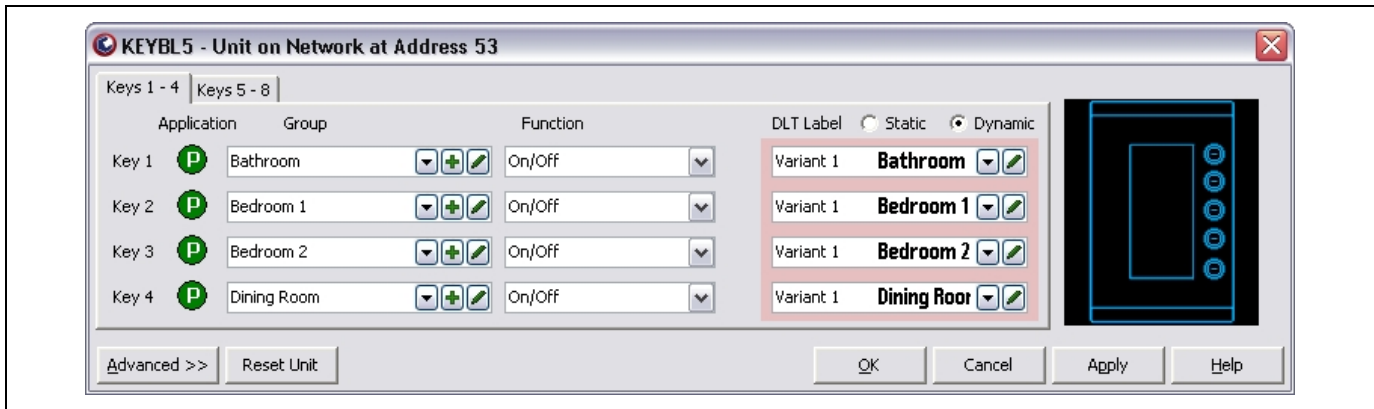 KEYBL5 - Unit on Network at Address 53
Keys 1 - 4 Keys 5 - 8
Application Group Function DLT Label Static Dynamic
Key 1 P Bathroom On/Off Variant 1 Bathroom
Key 2 P Bedroom 1 On/Off Variant 1 Bedroom 1
Key 3 P Bedroom 2 On/Off Variant 1 Bedroom 2
Key 4 P Dining Room On/Off Variant 1 Dining Roor
Advanced >> Reset Unit OK Cancel Apply Help